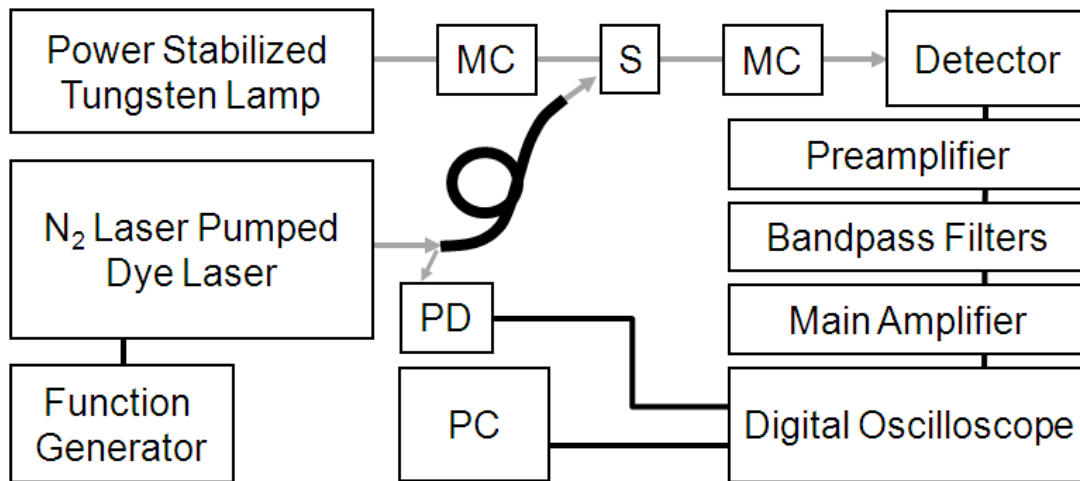 Power Stabilized
Tungsten Lamp
MC
S
MC
Detector
Preamplifier
N₂ Laser Pumped
Dye Laser
Bandpass Filters
PD
Main Amplifier
Function
Generator
PC
Digital Oscilloscope